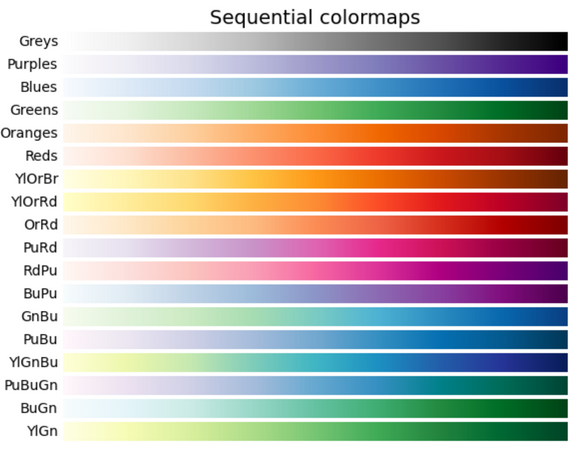 Sequential colormaps
Greys
Purples
Blues
Greens
Oranges
Reds
YlOrBr
YlOrRd
OrRd
PuRd
RdPu
BuPu
GnBu
PuBu
YlGnBu
PuBuGn
BuGn
YlGn